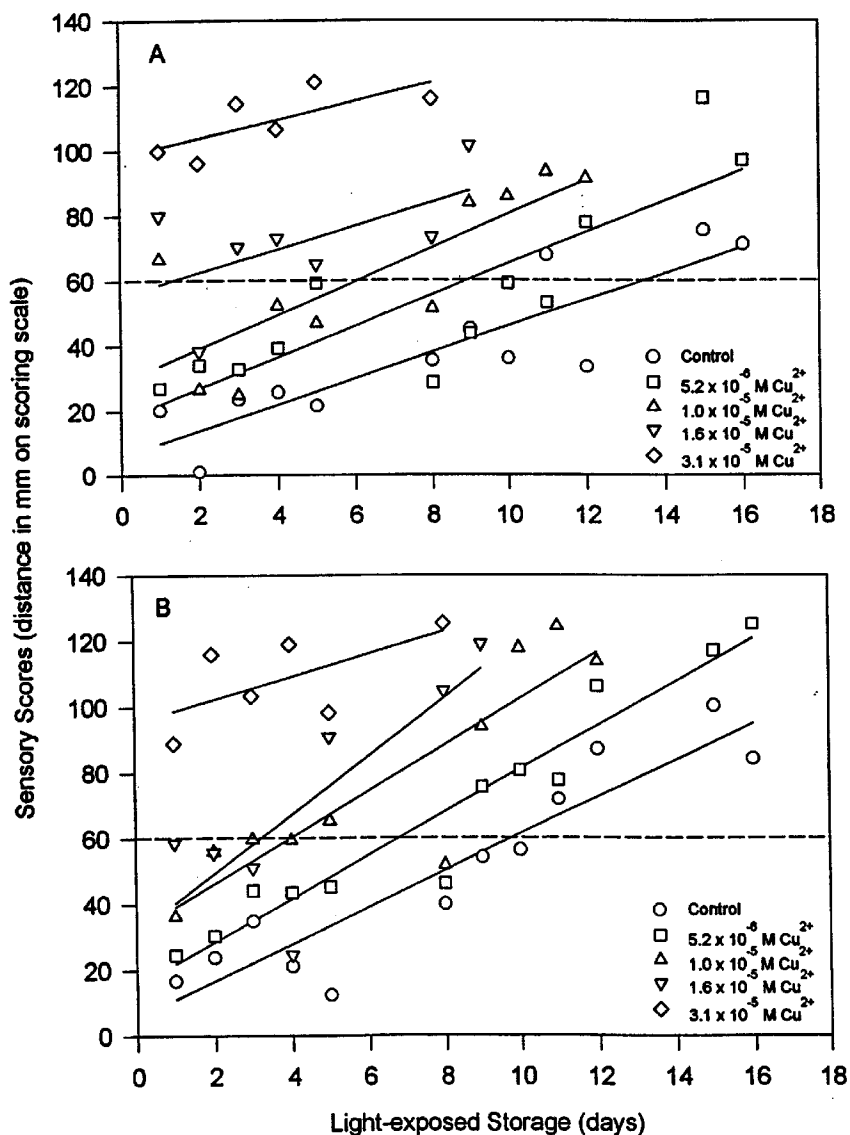 Sensory Scores (distance in mm on scoring scale)
A
140
120
100
80
60
40
20
0
0 2 4 6 8 10 12 14 16 18
Control
5.2 x 10⁻⁶ M Cu²⁺
1.0 x 10⁻⁵ M Cu²⁺
1.6 x 10⁻⁵ M Cu²⁺
3.1 x 10⁻⁵ M Cu²⁺
B
140
120
100
80
60
40
20
0
0 2 4 6 8 10 12 14 16 18
Control
5.2 x 10⁻⁶ M Cu²⁺
1.0 x 10⁻⁵ M Cu²⁺
1.6 x 10⁻⁵ M Cu²⁺
3.1 x 10⁻⁵ M Cu²⁺
Light-exposed Storage (days)